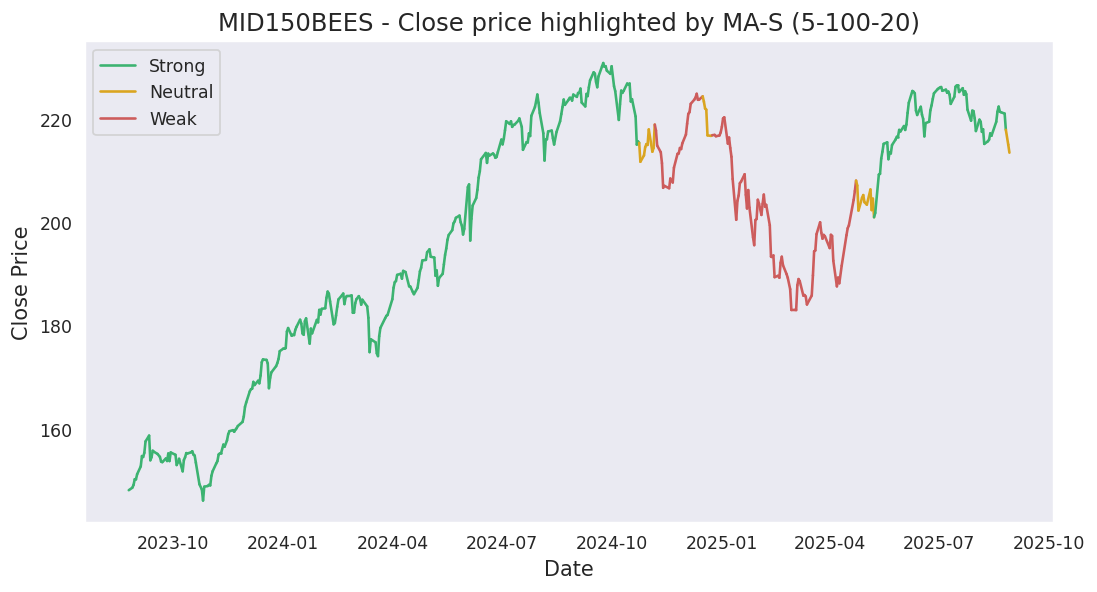 MID150BEES - Close price highlighted by MA-S (5-100-20)
Strong
Neutral
Weak
Close Price
220
200
180
160
2023-10 2024-01 2024-04 2024-07 2024-10 2025-01 2025-04 2025-07 2025-10
Date